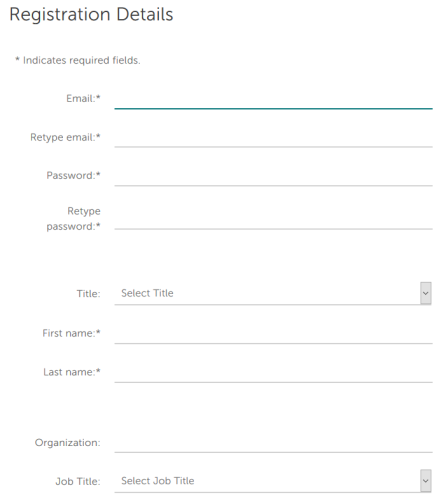 Registration Details
* Indicates required fields.
Email:*
Retype email:*
Password:*
Retype
password:*
Title: Select Title
First name:*
Last name:*
Organization:
Job Title: Select Job Title